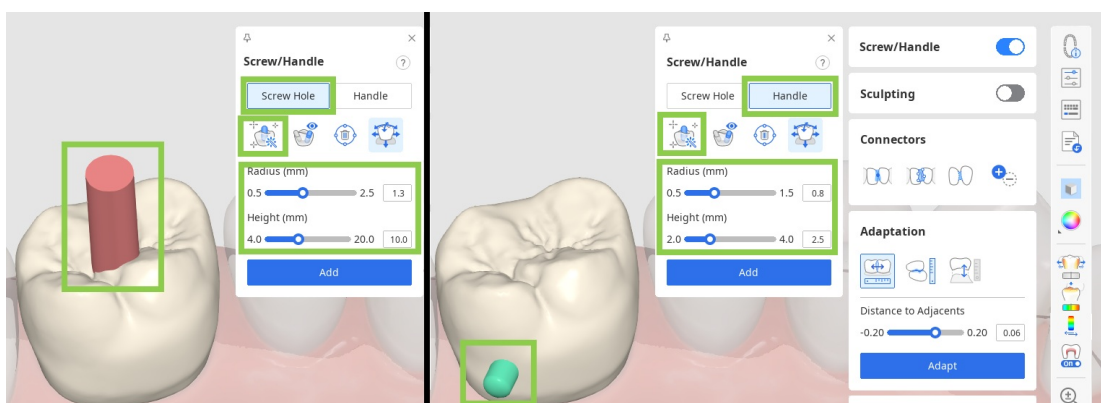 Screw/Handle
?
Screw Hole
Handle
Radius (mm)
0.5
2.5
1.3
Height (mm)
4.0
20.0
10.0
Add
Screw/Handle
?
Screw Hole
Handle
Radius (mm)
0.5
1.5
0.8
Height (mm)
2.0
4.0
2.5
Add
Screw/Handle
Sculpting
Connectors
Adaptation
Distance to Adjacents
-0.20
0.20
0.06
Adapt
On